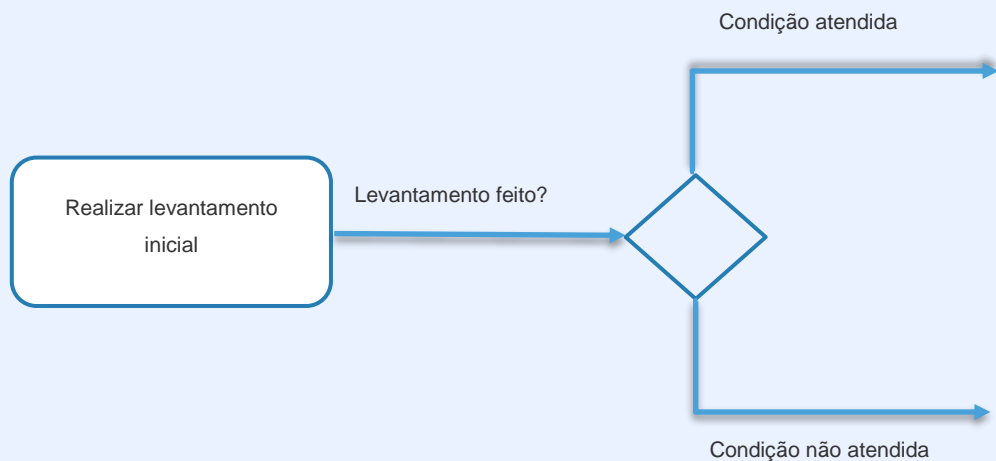 Condição atendida
Levantamento feito?
Realizar levantamento
inicial
Condição não atendida